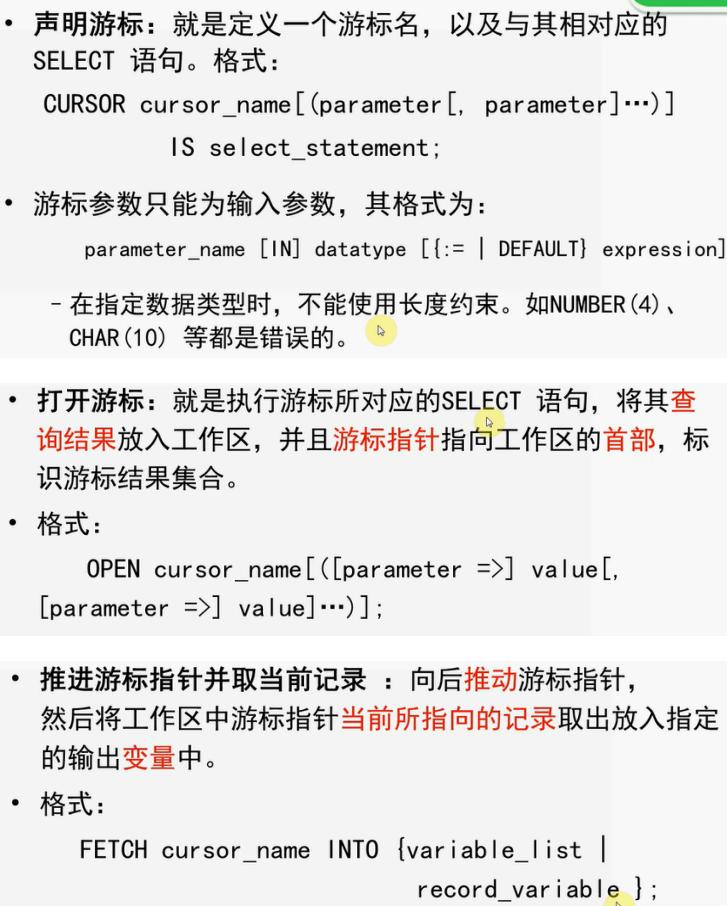 • 声明游标：就是定义一个游标名，以及与其相对应的
SELECT 语句。格式：
CURSOR cursor_name[(parameter[, parameter]…)]
IS select_statement;
• 游标参数只能为输入参数，其格式为：
parameter_name [IN] datatype [{:= | DEFAULT} expression]
－在指定数据类型时，不能使用长度约束。如NUMBER(4)、
CHAR(10) 等都是错误的。
• 打开游标：就是执行游标所对应的SELECT 语句，将其查
询结果放入工作区，并且游标指针指向工作区的首部，标
识游标结果集合。
• 格式：
OPEN cursor_name[([parameter =>] value[,
[parameter =>] value]…)];
• 推进游标指针并取当前记录 ：向后推动游标指针，
然后将工作区中游标指针当前所指向的记录取出放入指定
的输出变量中。
• 格式：
FETCH cursor_name INTO {variable_list |
record_variable };